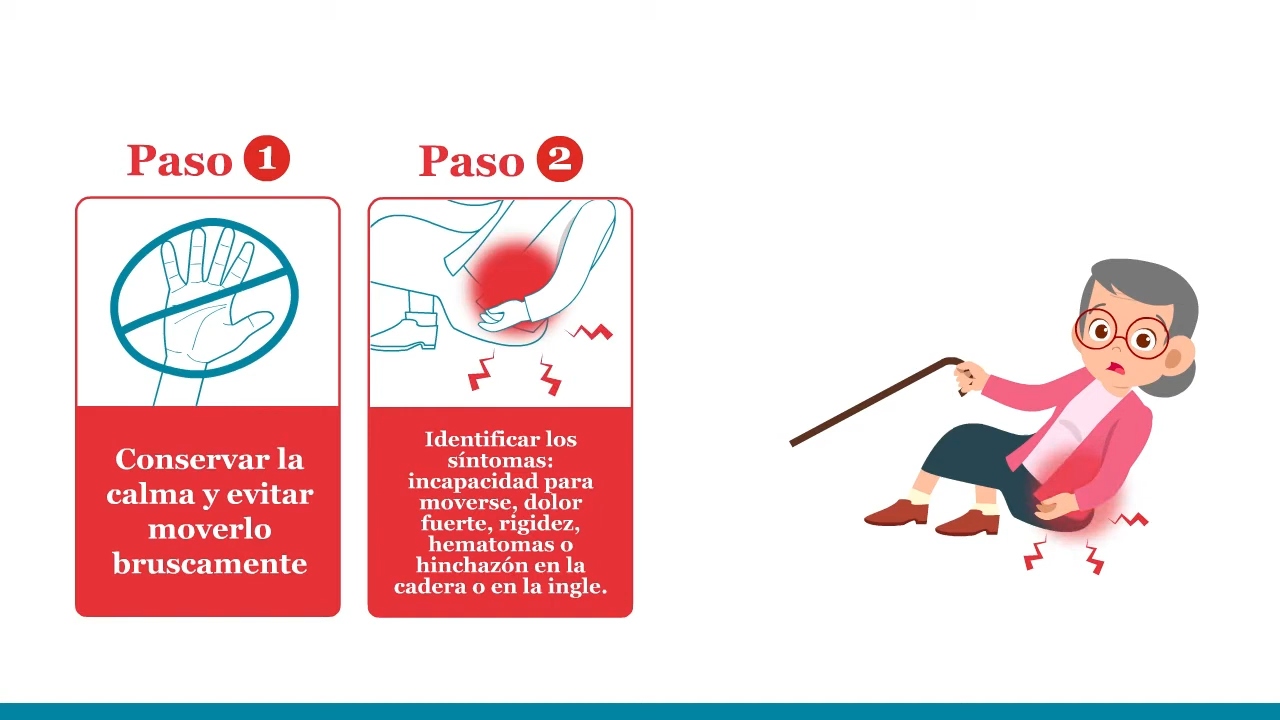 Paso 1
Conservar la
calma y evitar
moverlo
bruscamente
Paso 2
Identificar los
síntomas:
incapacidad para
moverse, dolor
fuerte, rigidez,
hematomas o
hinchazón en la
cadera o en la ingle.